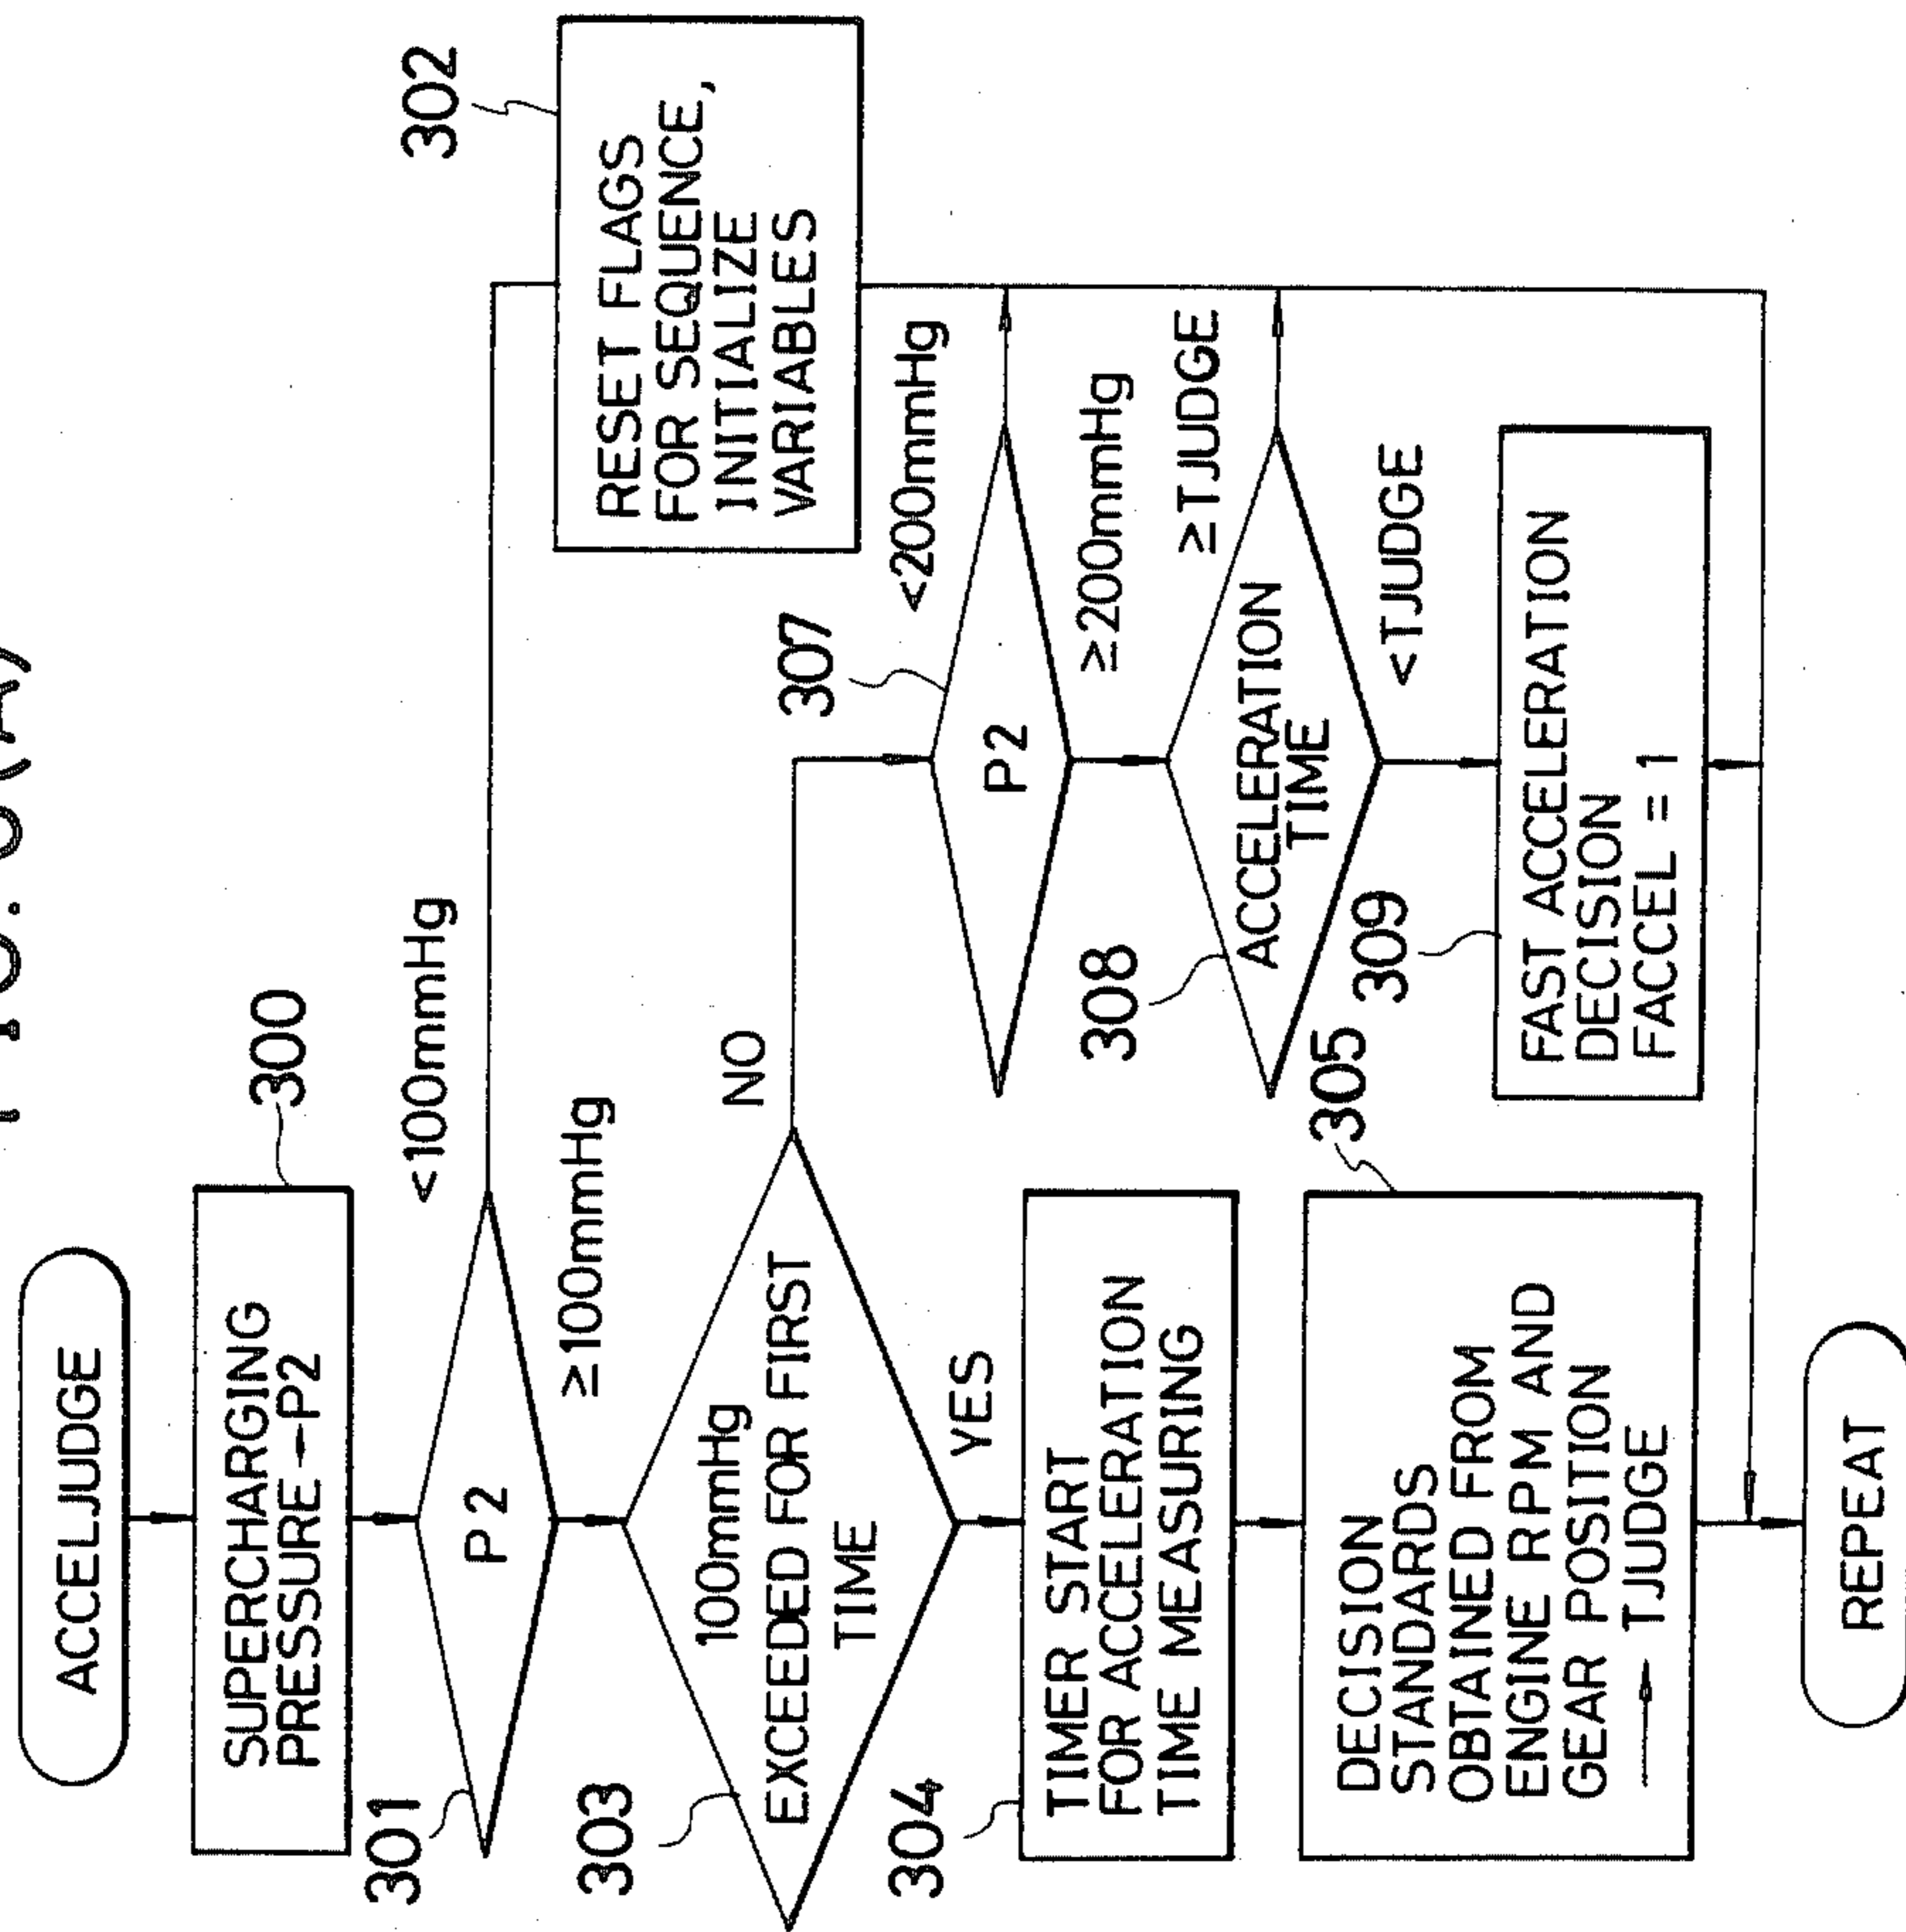 ACCELJUDGE
300
SUPERCHARGING
PRESSURE→P2
301
P2
<100mmHg
≥100mmHg
302
RESET FLAGS
FOR SEQUENCE,
INITIALIZE
VARIABLES
303
100mmHg
EXCEEDED FOR FIRST
TIME
NO
YES
304
TIMER START
FOR ACCELERATION
TIME MEASURING
305
DECISION
STANDARDS
OBTAINED FROM
ENGINE RPM AND
GEAR POSITION
→ TJUDGE
307
P2
<200mmHg
≥200mmHg
308
ACCELERATION
TIME
≥TJUDGE
<TJUDGE
309
FAST ACCELERATION
DECISION
FACCEL = 1
REPEAT